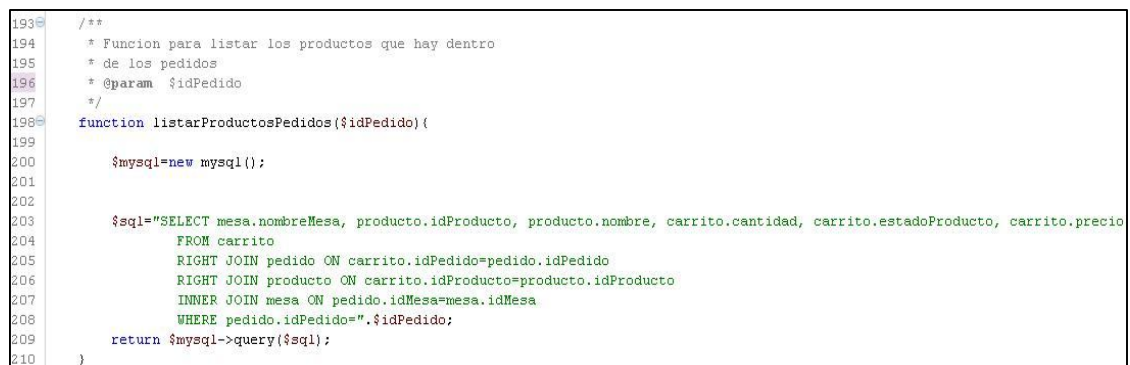 193 /**
194 * Funcion para listar los productos que hay dentro
195 * de los pedidos
196 * @param $idPedido
197 */
198 function listarProductosPedidos($idPedido){
199
200 $mysql=new mysql();
201
202
203 $sql="SELECT mesa.nombreMesa, producto.idProducto, producto.nombre, carrito.cantidad, carrito.estadoProducto, carrito.precio
204 FROM carrito
205 RIGHT JOIN pedido ON carrito.idPedido=pedido.idPedido
206 RIGHT JOIN producto ON carrito.idProducto=producto.idProducto
207 INNER JOIN mesa ON pedido.idMesa=mesa.idMesa
208 WHERE pedido.idPedido=".$idPedido;
209 return $mysql->query($sql);
210 }